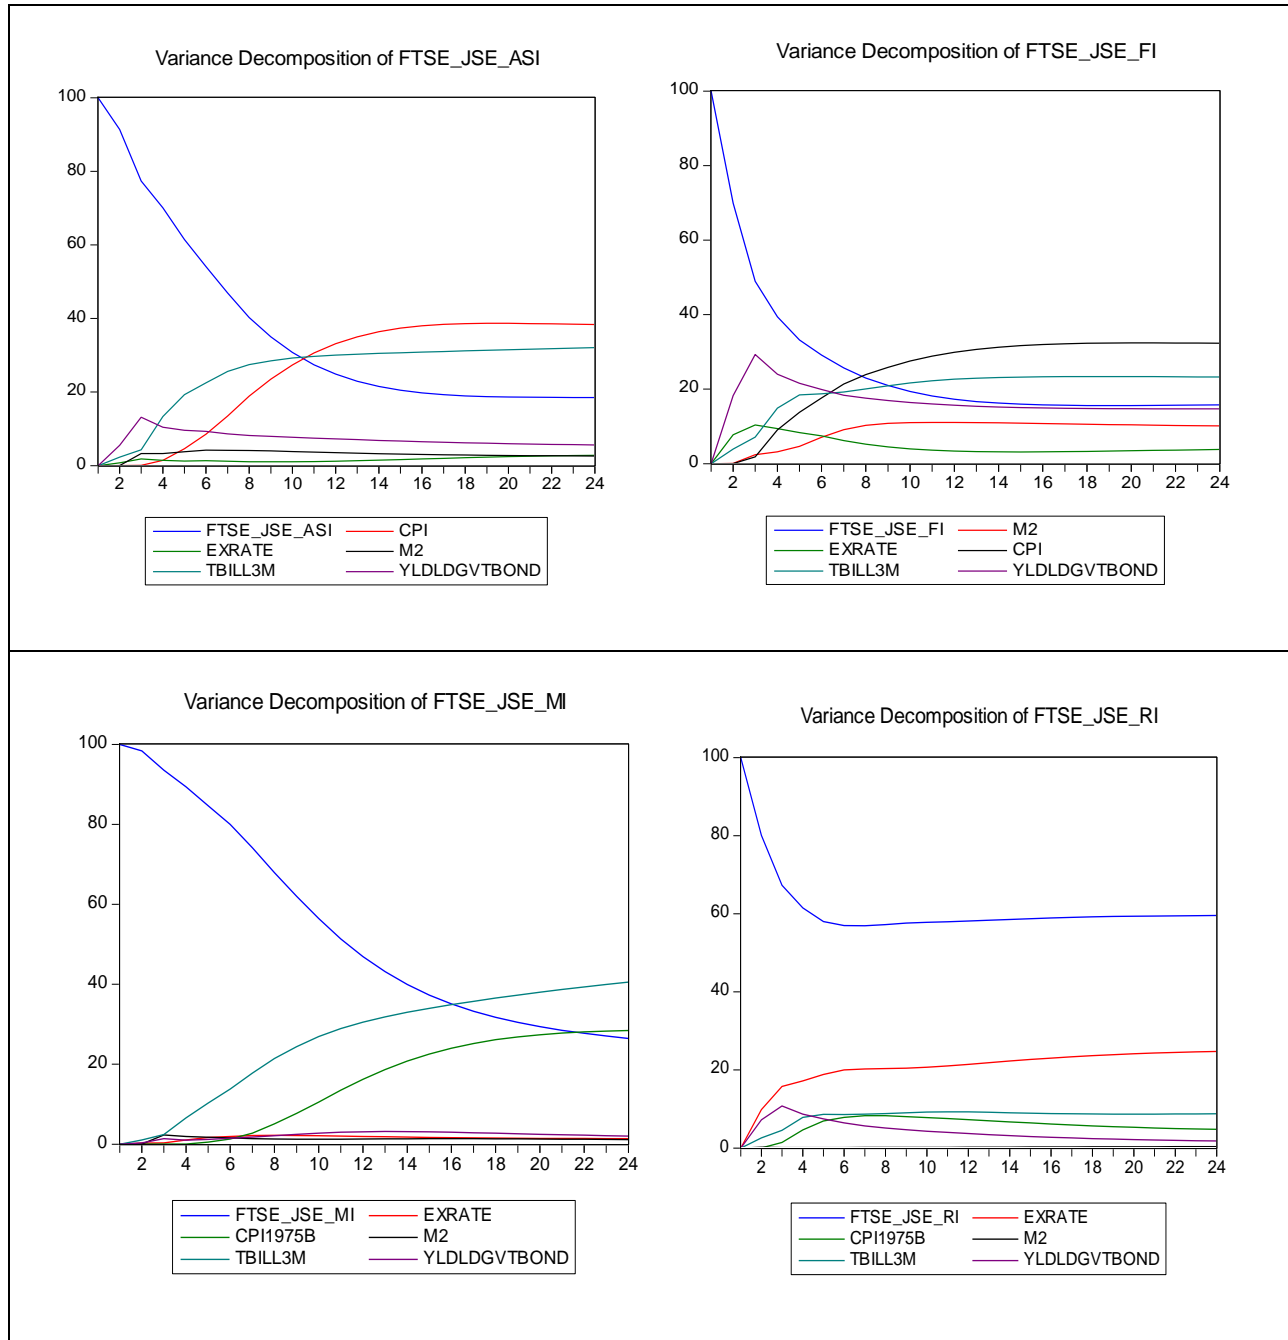 Variance Decomposition of FTSE_JSE_ASI
100
80
60
40
20
0
2 4 6 8 10 12 14 16 18 20 22 24
FTSE_JSE_ASI CPI
EXRATE M2
TBILL3M YLDLDGVTBOND
Variance Decomposition of FTSE_JSE_FI
100
80
60
40
20
0
2 4 6 8 10 12 14 16 18 20 22 24
FTSE_JSE_FI M2
EXRATE CPI
TBILL3M YLDLDGVTBOND
Variance Decomposition of FTSE_JSE_MI
100
80
60
40
20
0
2 4 6 8 10 12 14 16 18 20 22 24
FTSE_JSE_MI EXRATE
CPI1975B M2
TBILL3M YLDLDGVTBOND
Variance Decomposition of FTSE_JSE_RI
100
80
60
40
20
0
2 4 6 8 10 12 14 16 18 20 22 24
FTSE_JSE_RI EXRATE
CPI1975B M2
TBILL3M YLDLDGVTBOND